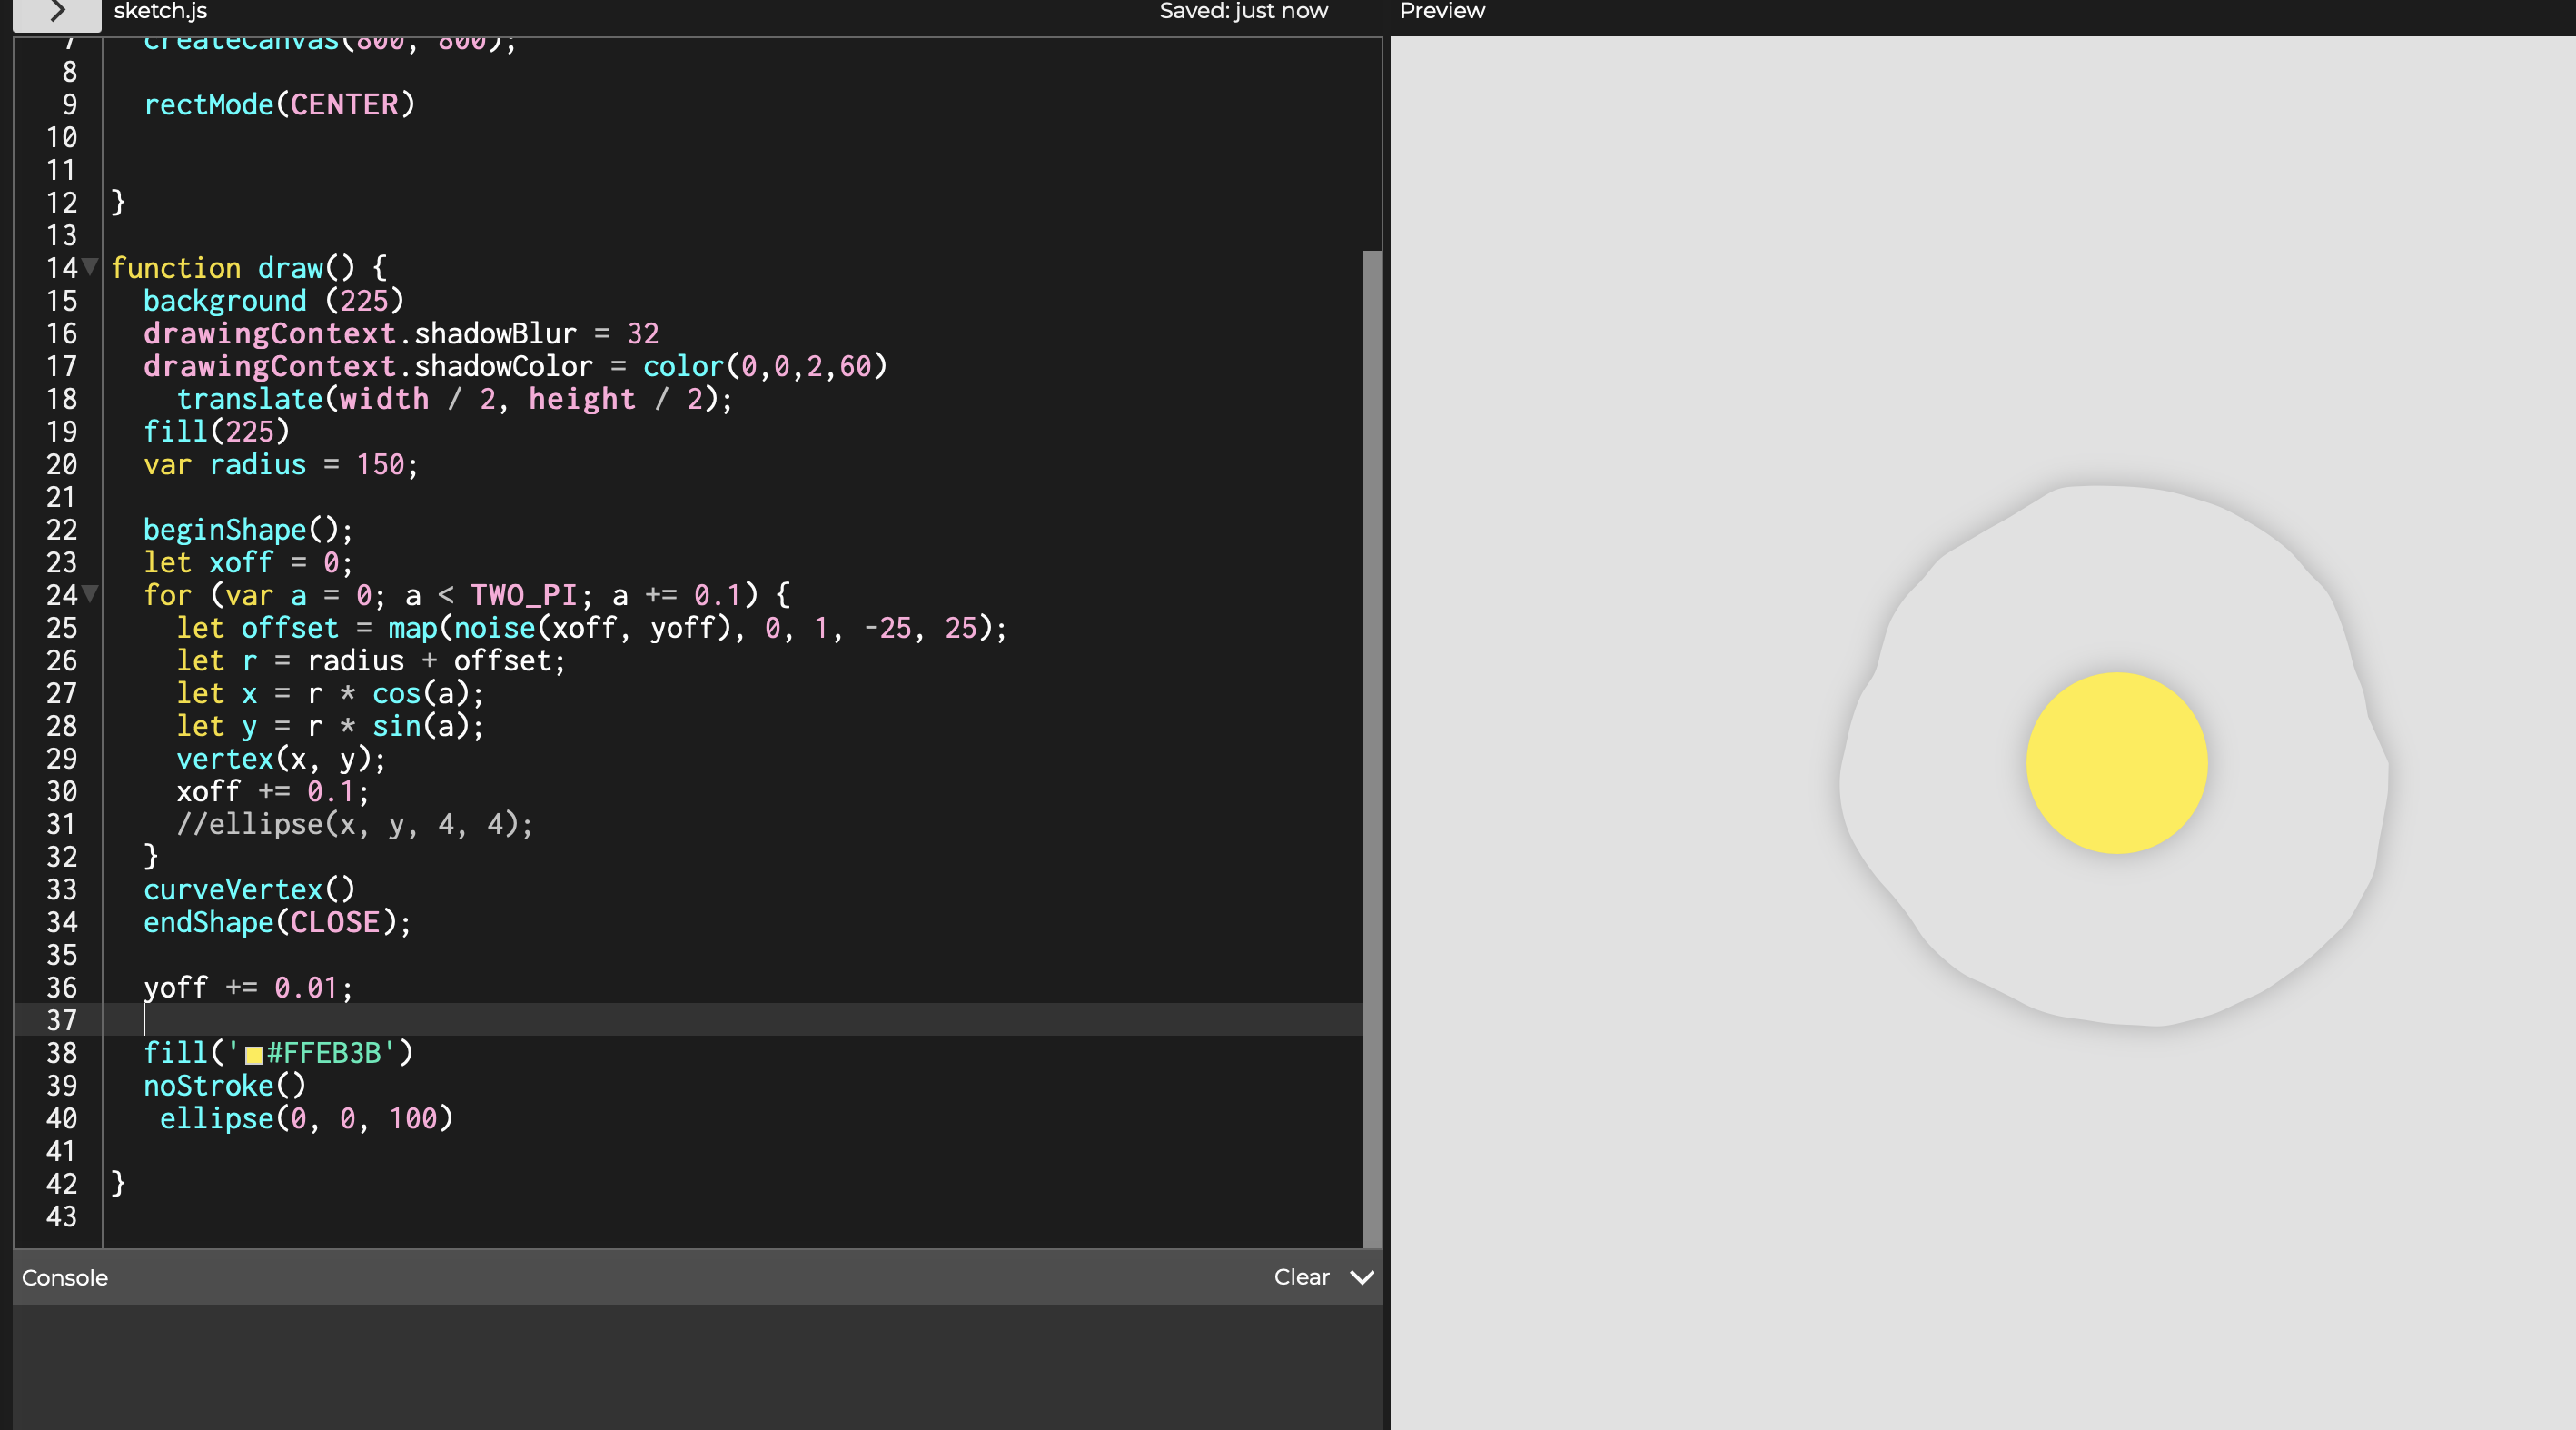 sketch.js
Saved: just now
Preview
7 createCanvas(800, 800);
8
9 rectMode(CENTER)
10
11
12 }
13
14 function draw() {
15 background (225)
16 drawingContext.shadowBlur = 32
17 drawingContext.shadowColor = color(0,0,2,60)
18 translate(width / 2, height / 2);
19 fill(225)
20 var radius = 150;
21
22 beginShape();
23 let xoff = 0;
24 for (var a = 0; a < TWO_PI; a += 0.1) {
25 let offset = map(noise(xoff, yoff), 0, 1, -25, 25);
26 let r = radius + offset;
27 let x = r * cos(a);
28 let y = r * sin(a);
29 vertex(x, y);
30 xoff += 0.1;
31 //ellipse(x, y, 4, 4);
32 }
33 curveVertex()
34 endShape(CLOSE);
35
36 yoff += 0.01;
37
38 fill('#FFEB3B')
39 noStroke()
40 ellipse(0, 0, 100)
41
42 }
43
Console
Clear